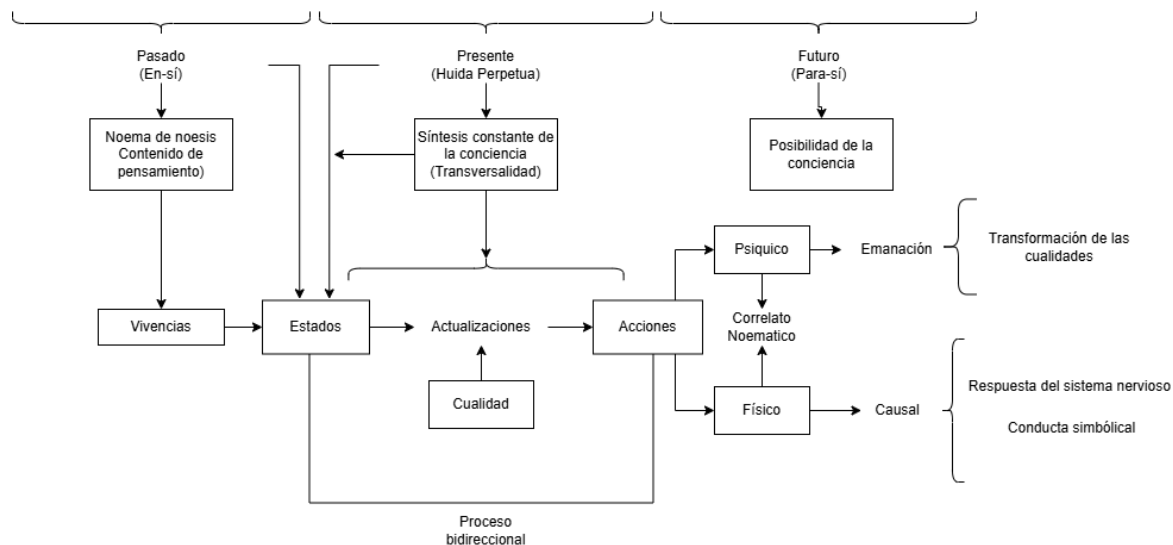 Pasado
(En-sí)
Presente
(Huida Perpetua)
Futuro
(Para-sí)
Noema de noesis
Contenido de
pensamiento)
Síntesis constante de
la conciencia
(Transversalidad)
Posibilidad de la
conciencia
Psiquico
Emanación
Transformación de las
cualidades
Vivencias
Estados
Actualizaciones
Acciones
Correlato
Noematico
Cualidad
Físico
Causal
Respuesta del sistema nervioso
Conducta simbólical
Proceso
bidireccional